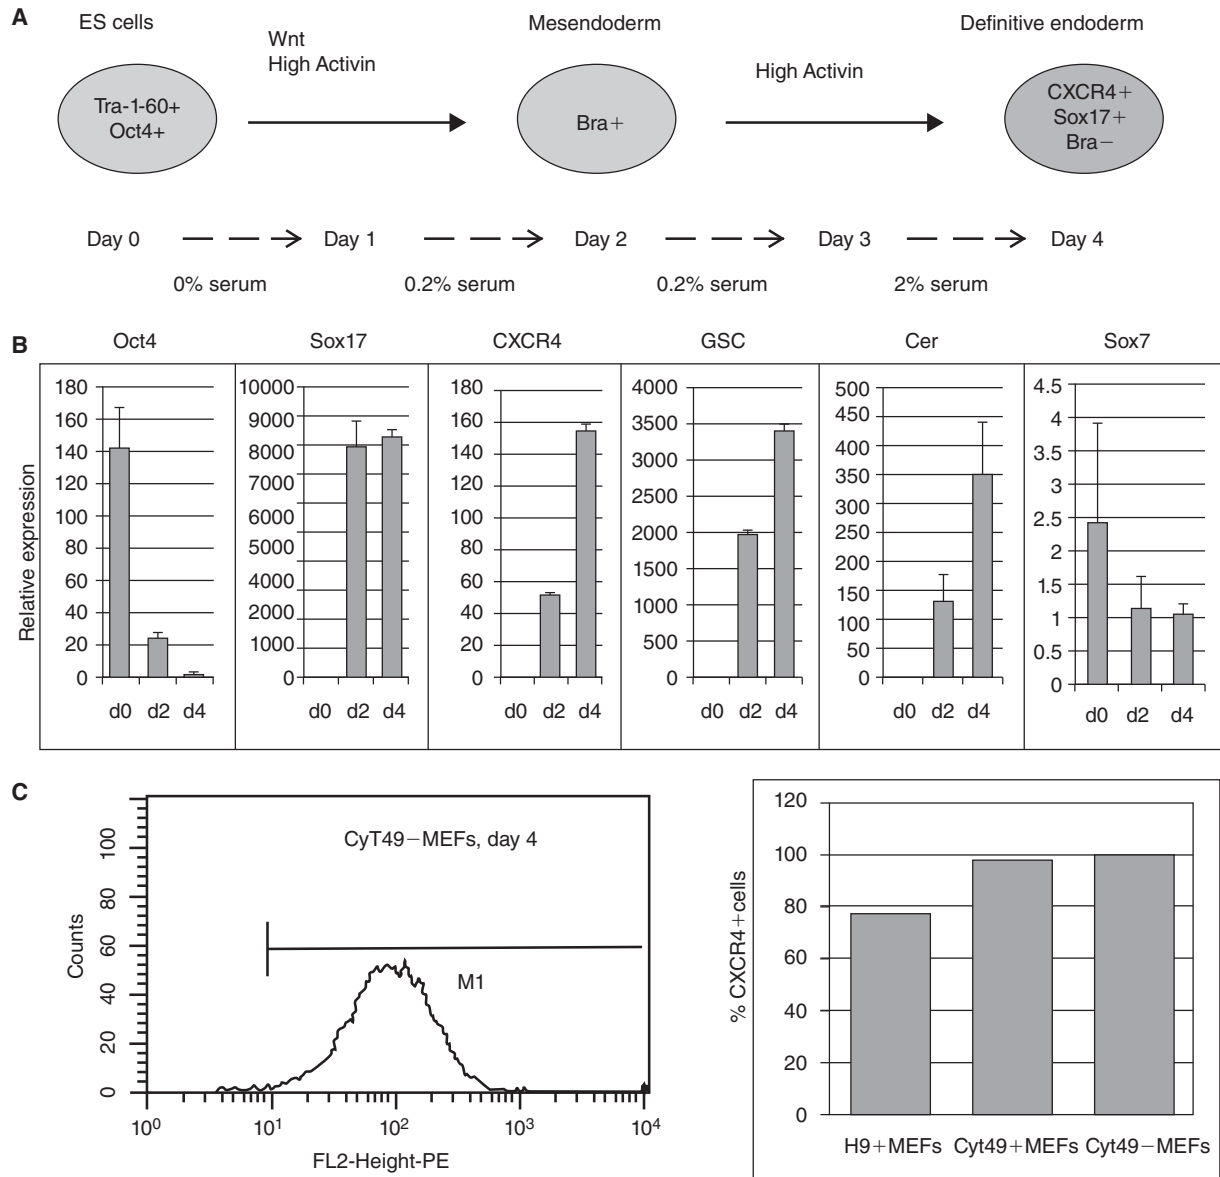 A
ES cells
Mesendoderm
Definitive endoderm
Wnt
High Activin
High Activin
Tra-1-60+
Oct4+
Bra+
CXCR4+
Sox17+
Bra−
Day 0
Day 1
Day 2
Day 3
Day 4
0% serum
0.2% serum
0.2% serum
2% serum
B
Oct4
Sox17
CXCR4
GSC
Cer
Sox7
Relative expression
180
160
140
120
100
80
60
40
20
0
d0 d2 d4
10000
9000
8000
7000
6000
5000
4000
3000
2000
1000
0
d0 d2 d4
180
160
140
120
100
80
60
40
20
0
d0 d2 d4
4000
3500
3000
2500
2000
1500
1000
500
0
d0 d2 d4
500
450
400
350
300
250
200
150
100
50
0
d0 d2 d4
4.5
4
3.5
3
2.5
2
1.5
1
0.5
0
d0 d2 d4
C
CyT49−MEFs, day 4
M1
Counts
100
80
60
40
20
0
10⁰ 10¹ 10² 10³ 10⁴
FL2-Height-PE
% CXCR4+cells
120
100
80
60
40
20
0
H9+MEFs Cyt49+MEFs Cyt49−MEFs